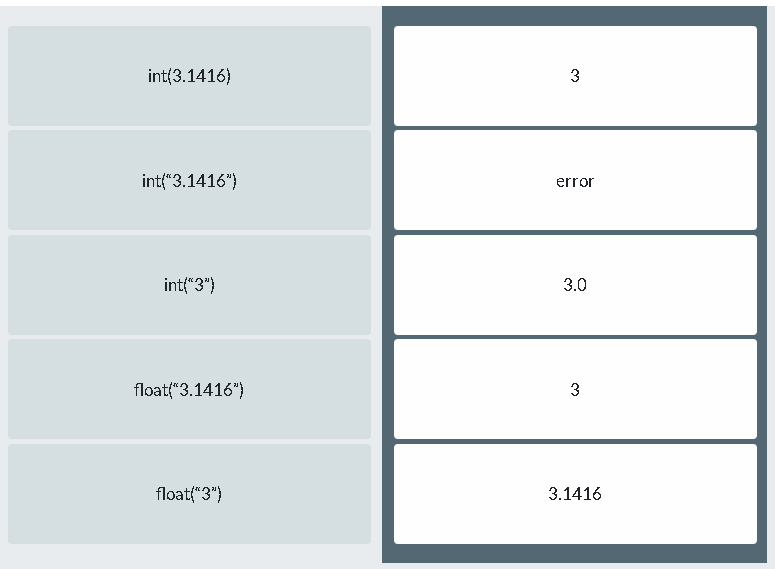 int(3.1416)
3
int(“3.1416”)
error
int(“3”)
3.0
float(“3.1416”)
3
float(“3”)
3.1416